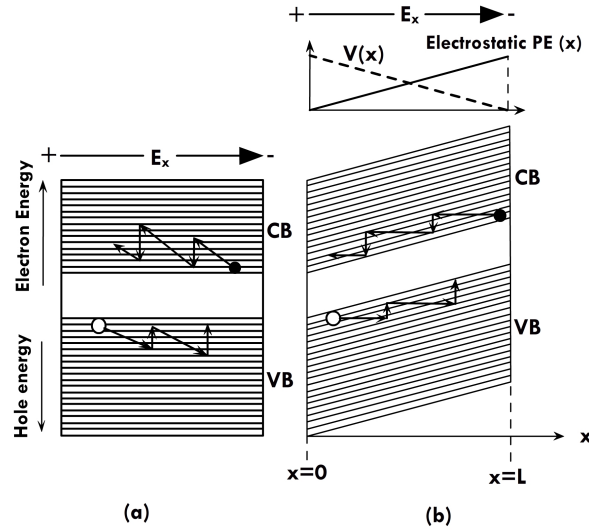 + Eₓ -
V(x)
Electrostatic PE (x)
+ Eₓ -
Electron Energy
Hole energy
CB
VB
CB
VB
x
x=0
x=L
(a)
(b)